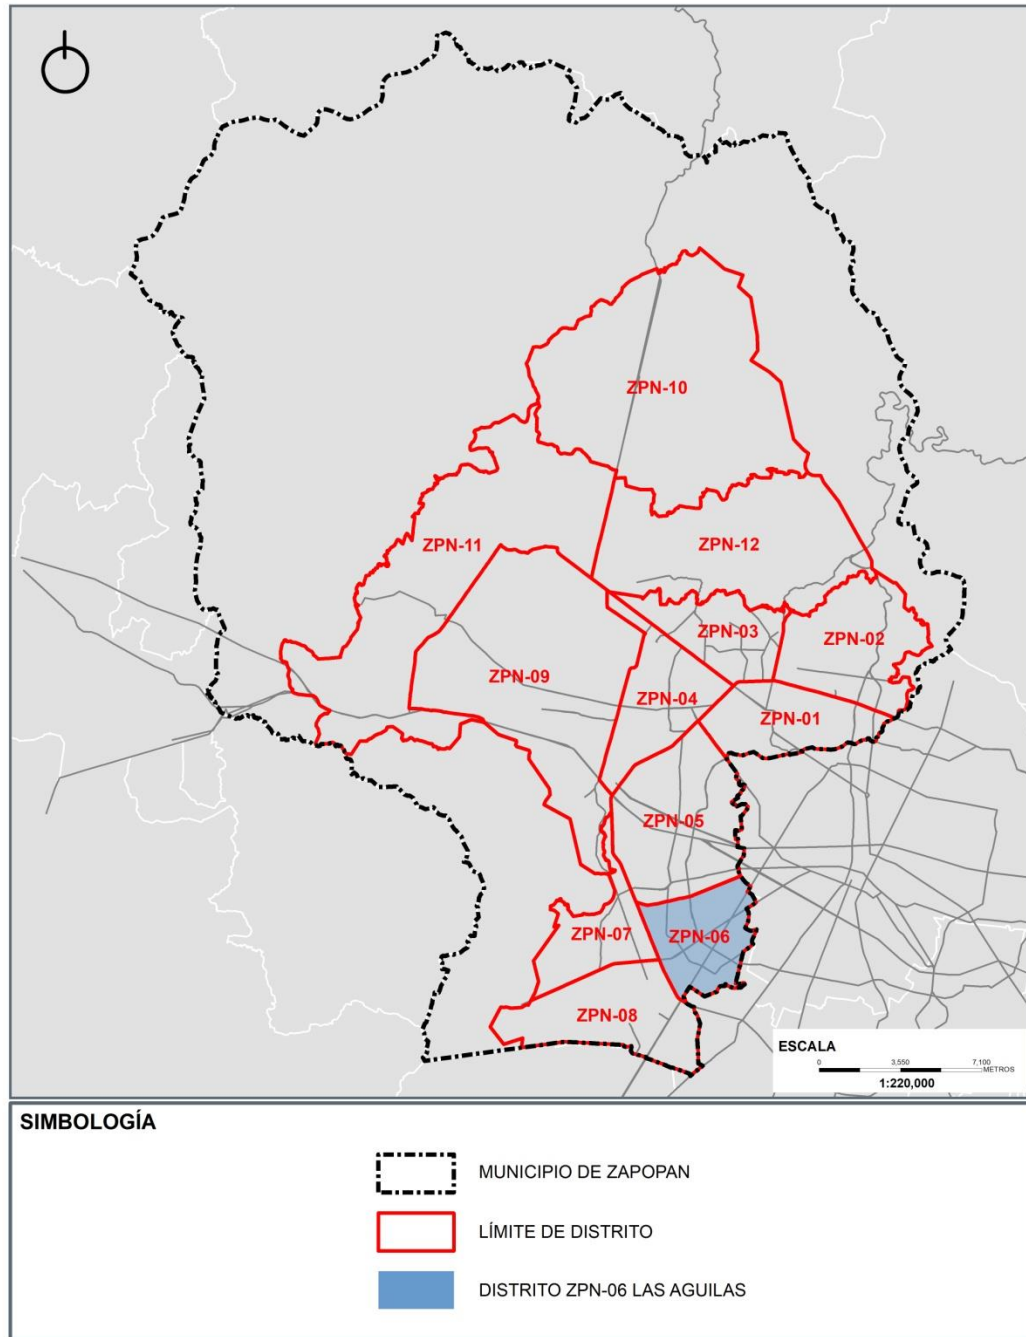 ZPN-10
ZPN-11
ZPN-12
ZPN-03
ZPN-02
ZPN-09
ZPN-04
ZPN-01
ZPN-05
ZPN-07
ZPN-06
ZPN-08
ESCALA
0 3,550 7,100
METROS
1:220,000
SIMBOLOGÍA
MUNICIPIO DE ZAPOPAN
LÍMITE DE DISTRITO
DISTRITO ZPN-06 LAS AGUILAS